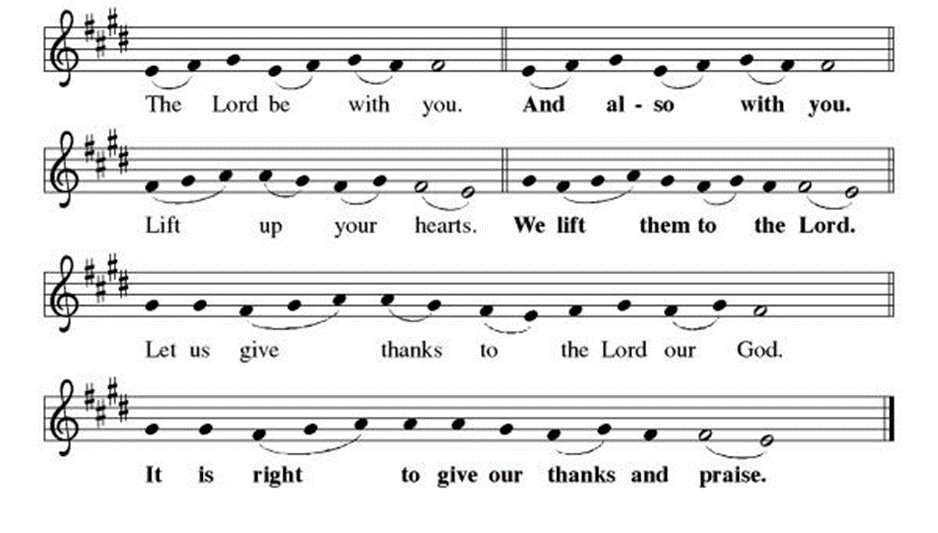 The Lord be with you. And al - so with you.
Lift up your hearts. We lift them to the Lord.
Let us give thanks to the Lord our God.
It is right to give our thanks and praise.